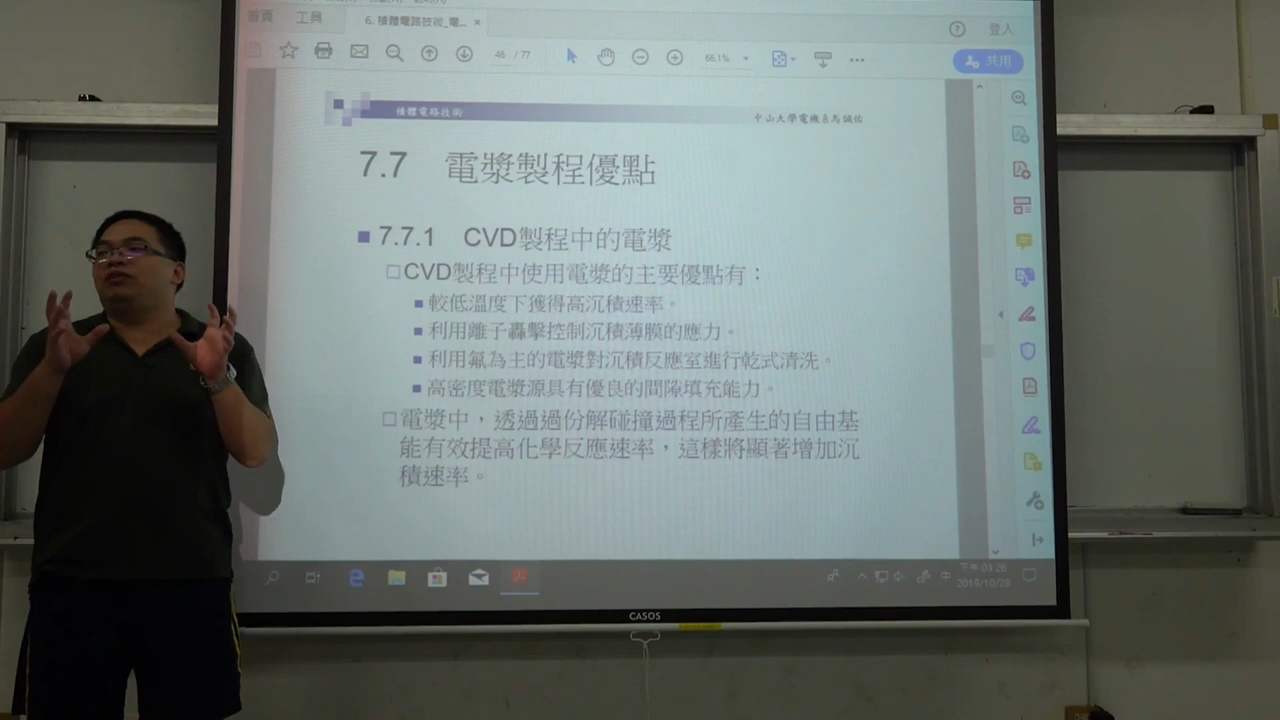 首頁 工具 6. 積體電路技術_電... ×
登入
46 / 77 66.1% 共用
積體電路技術 中山大學電機系馬誠佑
7.7 電漿製程優點
7.7.1 CVD製程中的電漿
CVD製程中使用電漿的主要優點有：
較低溫度下獲得高沉積速率。
利用離子轟擊控制沉積薄膜的應力。
利用氟為主的電漿對沉積反應室進行乾式清洗。
高密度電漿源具有優良的間隙填充能力。
電漿中，透過過份解碰撞過程所產生的自由基
能有效提高化學反應速率，這樣將顯著增加沉
積速率。
中 下午 03:26
2019/10/28
CASOS